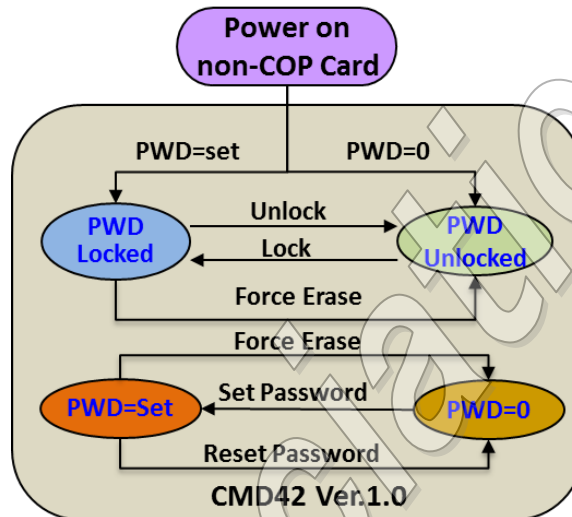 Power on
non-COP Card
PWD=set
PWD=0
PWD
Locked
Unlock
Lock
PWD
Unlocked
Force Erase
Force Erase
PWD=Set
Set Password
PWD=0
Reset Password
CMD42 Ver.1.0